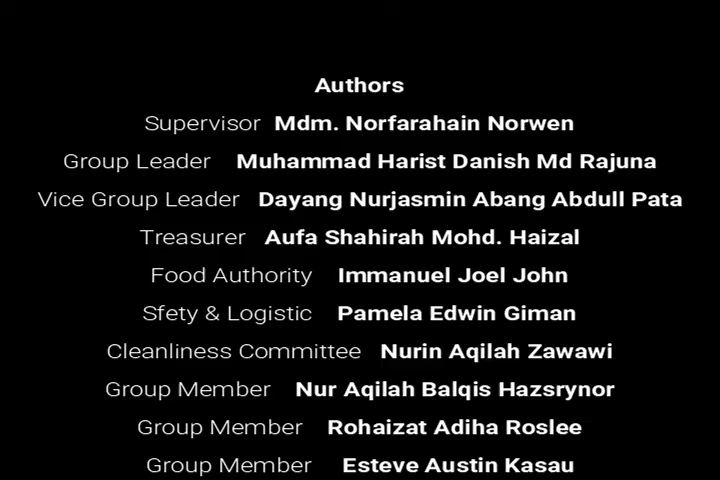 Authors
Supervisor Mdm. Norfarahain Norwen
Group Leader Muhammad Harist Danish Md Rajuna
Vice Group Leader Dayang Nurjasmin Abang Abdull Pata
Treasurer Aufa Shahirah Mohd. Haizal
Food Authority Immanuel Joel John
Sfety & Logistic Pamela Edwin Giman
Cleanliness Committee Nurin Aqilah Zawawi
Group Member Nur Aqilah Balqis Hazsrynor
Group Member Rohaizat Adiha Roslee
Group Member Esteve Austin Kasau